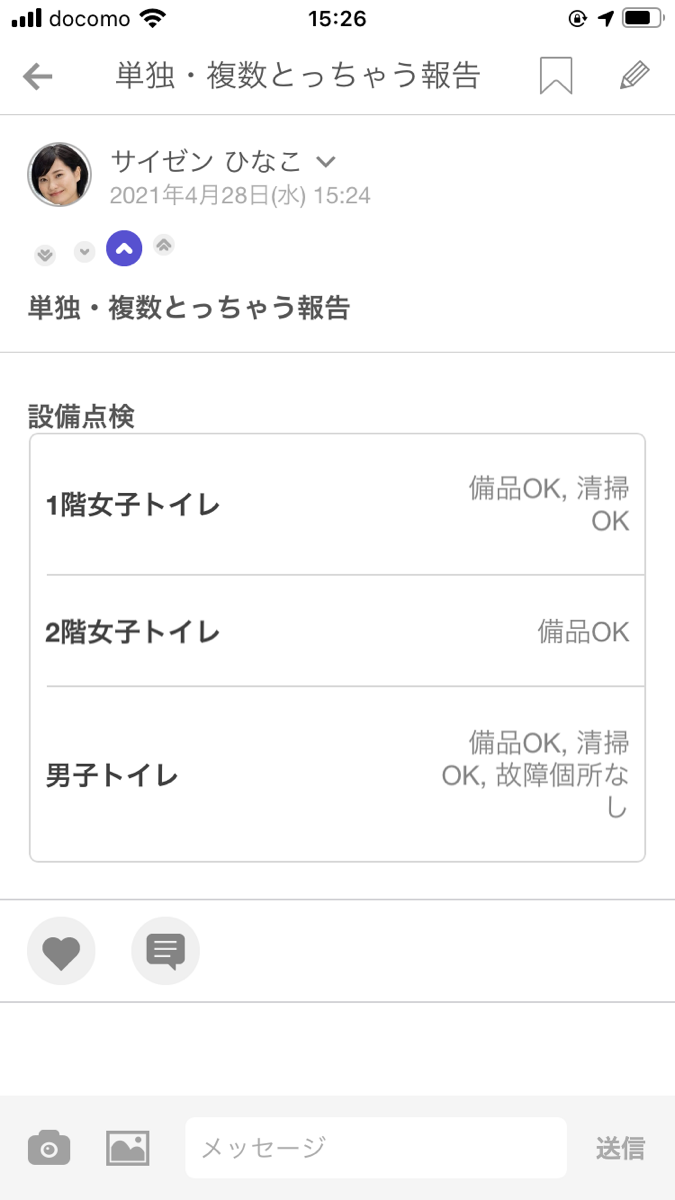 docomo 15:26
単独・複数とっちゃう報告
サイゼン ひなこ
2021年4月28日(水) 15:24
単独・複数とっちゃう報告
設備点検
1階女子トイレ
備品OK, 清掃
OK
2階女子トイレ
備品OK
男子トイレ
備品OK, 清掃
OK, 故障個所な
し
メッセージ
送信